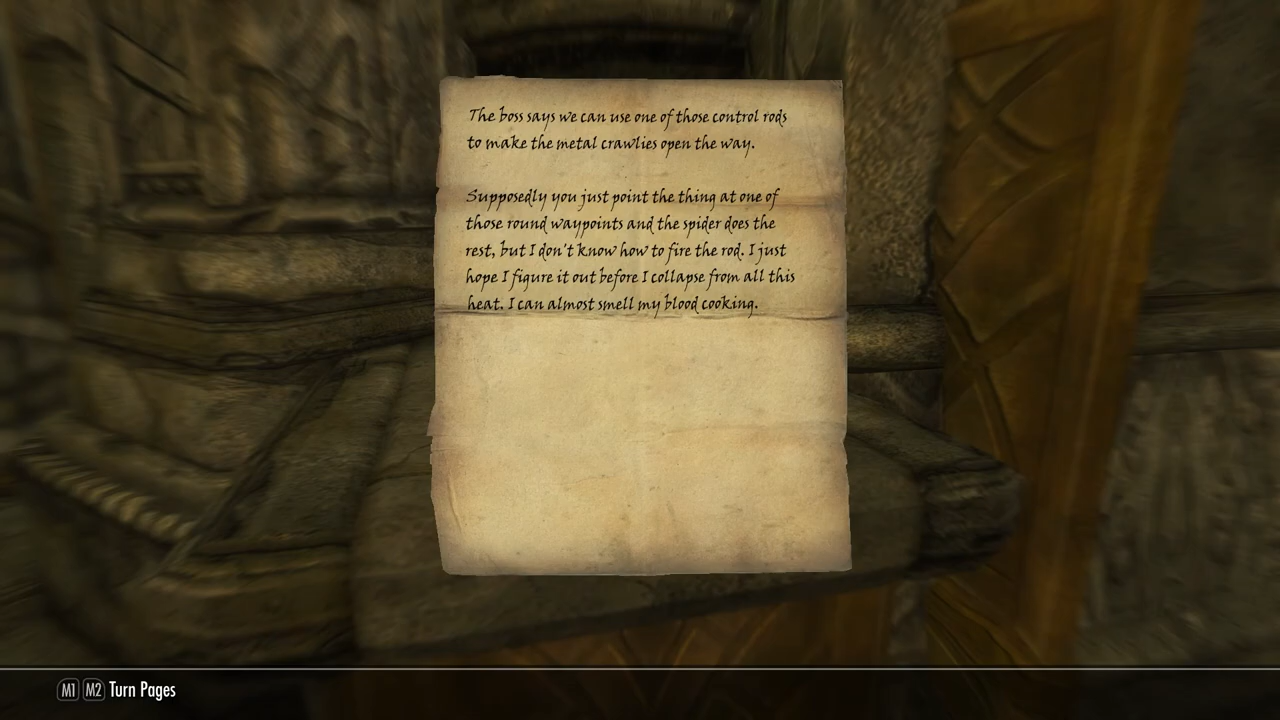 The boss says we can use one of those control rods
to make the metal crawlies open the way.
Supposedly you just point the thing at one of
those round waypoints and the spider does the
rest, but I don't know how to fire the rod. I just
hope I figure it out before I collapse from all this
heat. I can almost smell my blood cooking.
M1 M2 Turn Pages